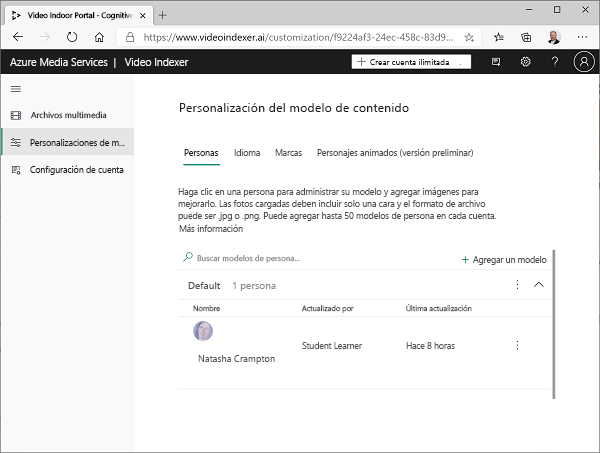 Video Indoor Portal - Cognitive
https://www.videoindexer.ai/customization/f9224af3-24ec-458c-83d9...
Azure Media Services | Video Indexer
+ Crear cuenta ilimitada .
Archivos multimedia
Personalizaciones de m...
Configuración de cuenta
Personalización del modelo de contenido
Personas Idioma Marcas Personajes animados (versión preliminar)
Haga clic en una persona para administrar su modelo y agregar imágenes para
mejorarlo. Las fotos cargadas deben incluir solo una cara y el formato de archivo
puede ser .jpg o .png. Puede agregar hasta 50 modelos de persona en cada cuenta.
Más información
Buscar modelos de persona...
+ Agregar un modelo
Default 1 persona
Nombre Actualizado por Última actualización
Student Learner Hace 8 horas
Natasha Crampton